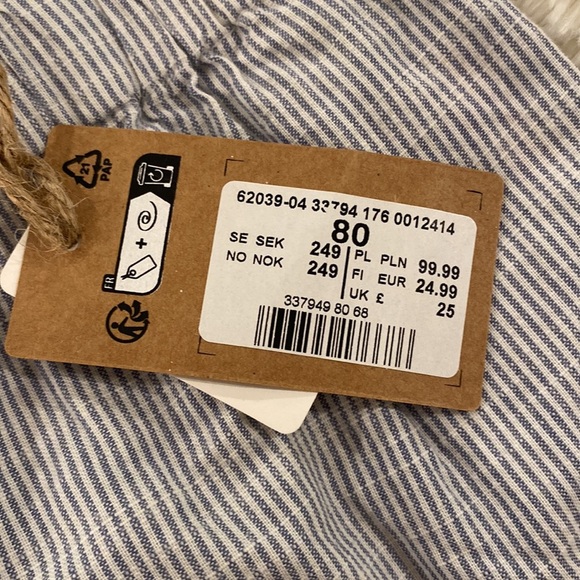 21
PAP
FR
+
62039-04 33794 176 0012414
80
SE SEK 249 PL PLN 99.99
NO NOK 249 FI EUR 24.99
UK £ 25
337949 80 68